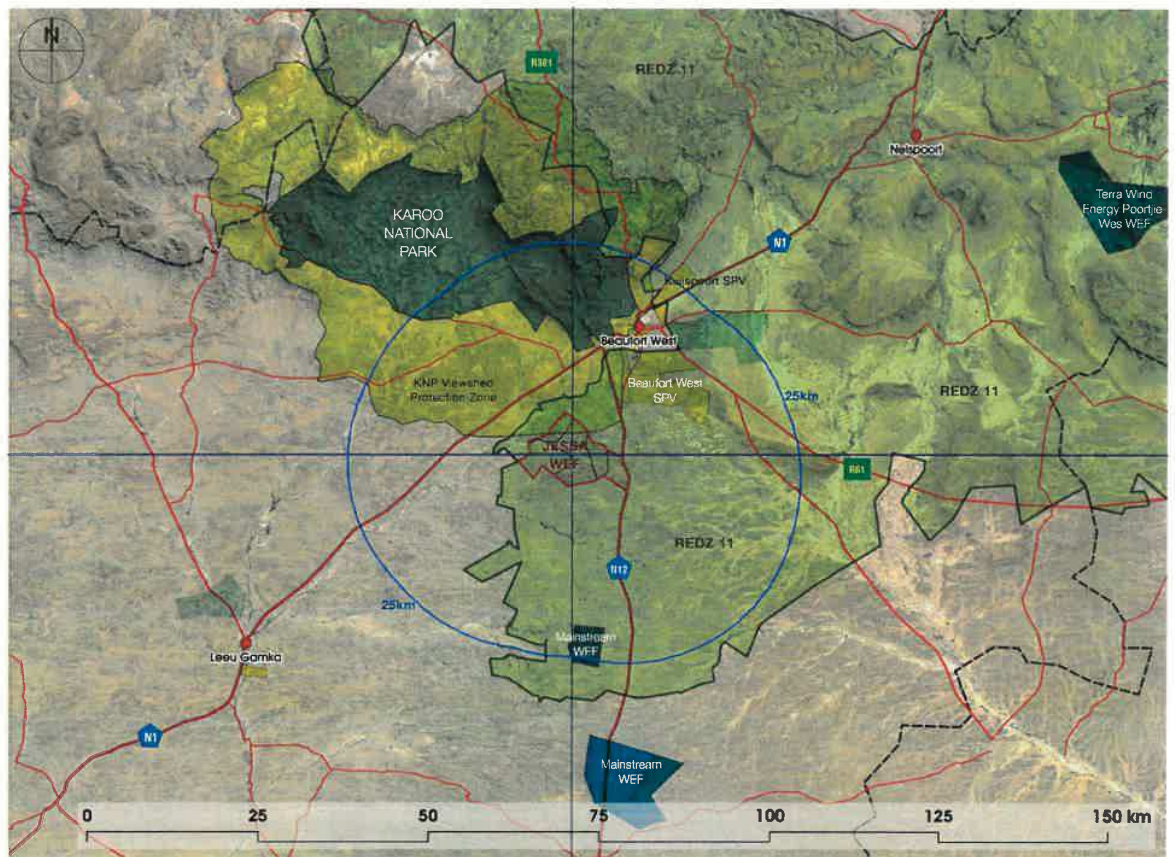 N
R381
REDZ 11
Nelspoort
Terra Wind
Energy Poortjie
Wes WEF
KAROO
NATIONAL
PARK
N1
SPV
Beaufort West
KNP Viewshed
Protection Zone
Beaufort West
SPV
REDZ 11
25km
WEF
R61
REDZ 11
N12
25km
Mainstream
WEF
Leeu Gamka
N1
Mainstream
WEF
0 25 50 75 100 125 150 km